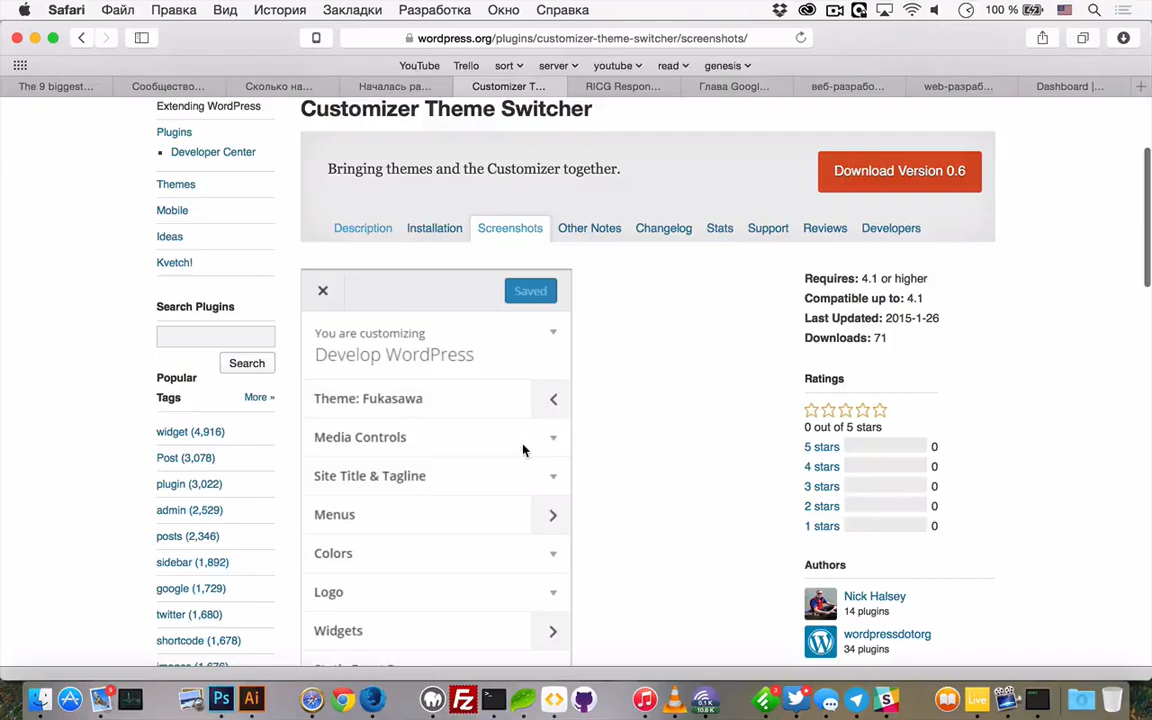 Safari Файл Правка Вид История Закладки Разработка Окно Справка 100 %
wordpress.org/plugins/customizer-theme-switcher/screenshots/
YouTube Trello sort server youtube read genesis
The 9 biggest... Сообщество... Сколько на... Началась ра... Customizer T... RICG Respon... Глава Googl... веб-разрабо... web-разраб... Dashboard |...
Extending WordPress
Plugins
Developer Center
Themes
Mobile
Ideas
Kvetch!
Search Plugins
Search
Popular
Tags More »
widget (4,916)
Post (3,078)
plugin (3,022)
admin (2,529)
posts (2,346)
sidebar (1,892)
google (1,729)
twitter (1,680)
shortcode (1,678)
images (1,676)
Customizer Theme Switcher
Bringing themes and the Customizer together.
Download Version 0.6
Description Installation Screenshots Other Notes Changelog Stats Support Reviews Developers
Saved
You are customizing
Develop WordPress
Theme: Fukasawa
Media Controls
Site Title & Tagline
Menus
Colors
Logo
Widgets
Requires: 4.1 or higher
Compatible up to: 4.1
Last Updated: 2015-1-26
Downloads: 71
Ratings
0 out of 5 stars
5 stars 0
4 stars 0
3 stars 0
2 stars 0
1 stars 0
Authors
Nick Halsey
14 plugins
wordpressdotorg
34 plugins
Ps Ai Fz Live